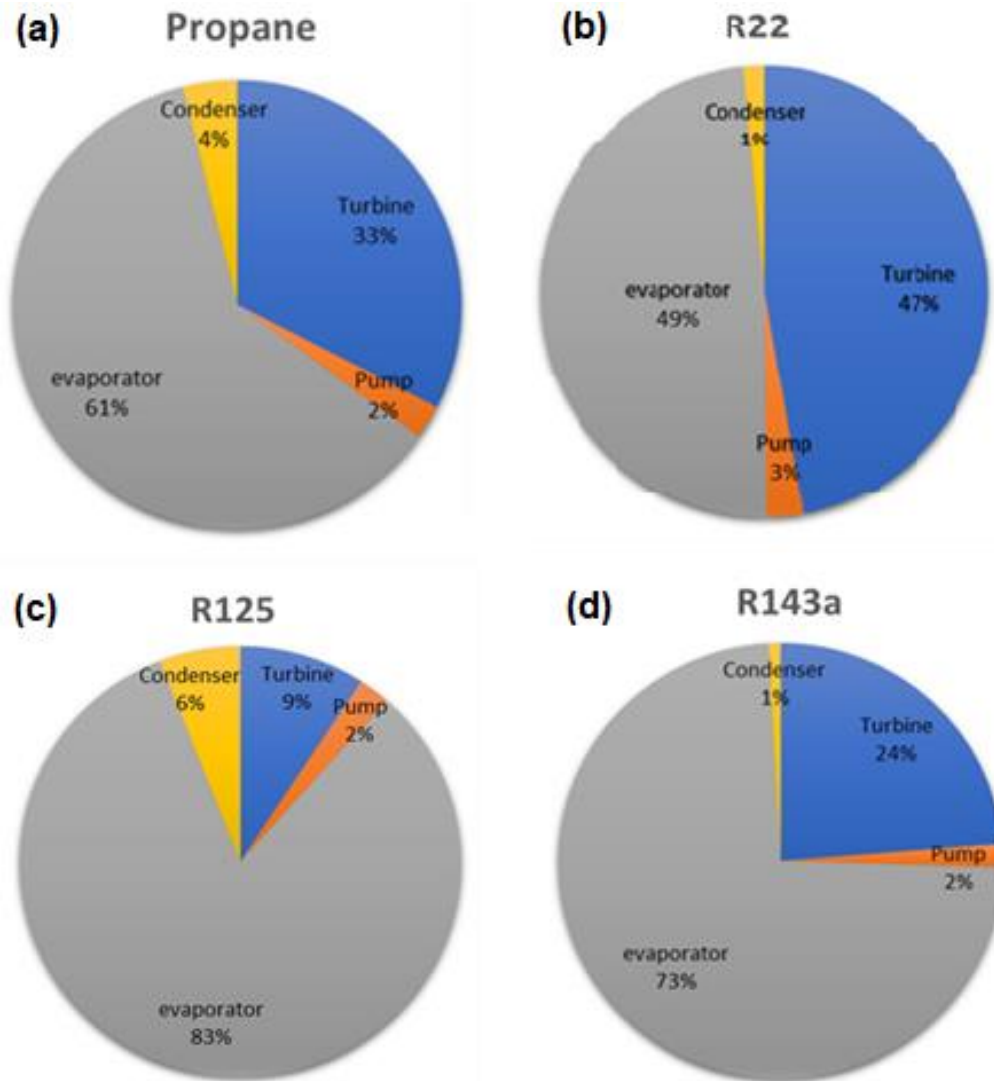 (a)
Propane
Condenser
4%
Turbine
33%
Pump
2%
evaporator
61%
(b)
R22
Condenser
1%
Turbine
47%
evaporator
49%
Pump
3%
(c)
R125
Condenser
6%
Turbine
9%
Pump
2%
evaporator
83%
(d)
R143a
Condenser
1%
Turbine
24%
Pump
2%
evaporator
73%